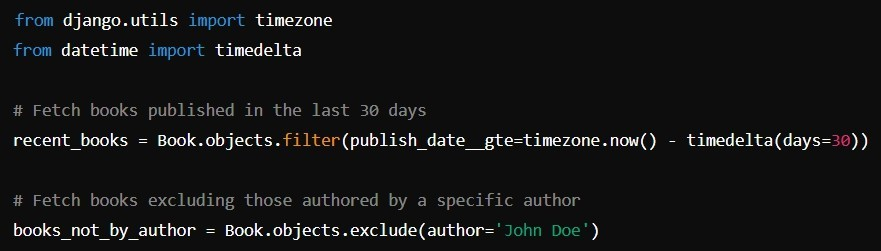 from django.utils import timezone
from datetime import timedelta
# Fetch books published in the last 30 days
recent_books = Book.objects.filter(publish_date__gte=timezone.now() - timedelta(days=30))
# Fetch books excluding those authored by a specific author
books_not_by_author = Book.objects.exclude(author='John Doe')